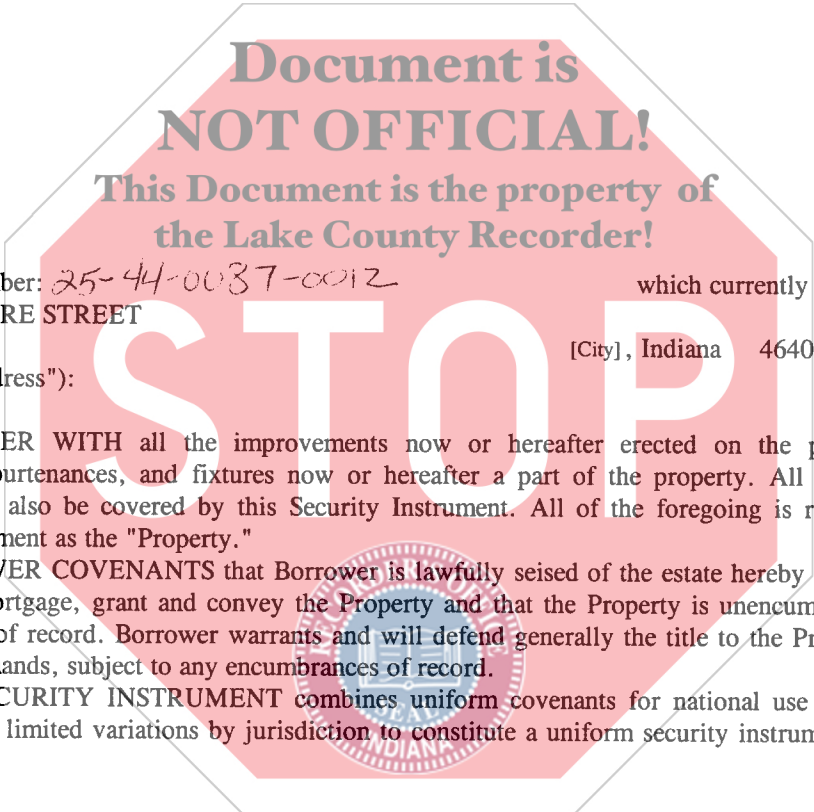 Document is
NOT OFFICIAL!
This Document is the property of
the Lake County Recorder!
ber: 25-44-0037-0012 which currently
RE STREET
[City], Indiana 4640
dress"):
STOP
ER WITH all the improvements now or hereafter erected on the p
urtenances, and fixtures now or hereafter a part of the property. All
also be covered by this Security Instrument. All of the foregoing is r
ment as the "Property."
VER COVENANTS that Borrower is lawfully seised of the estate hereby
ortgage, grant and convey the Property and that the Property is unencum
of record. Borrower warrants and will defend generally the title to the Pr
ands, subject to any encumbrances of record.
CURITY INSTRUMENT combines uniform covenants for national use
limited variations by jurisdiction to constitute a uniform security instrum
RECORDER OFFICE
SEAL
INDIANA